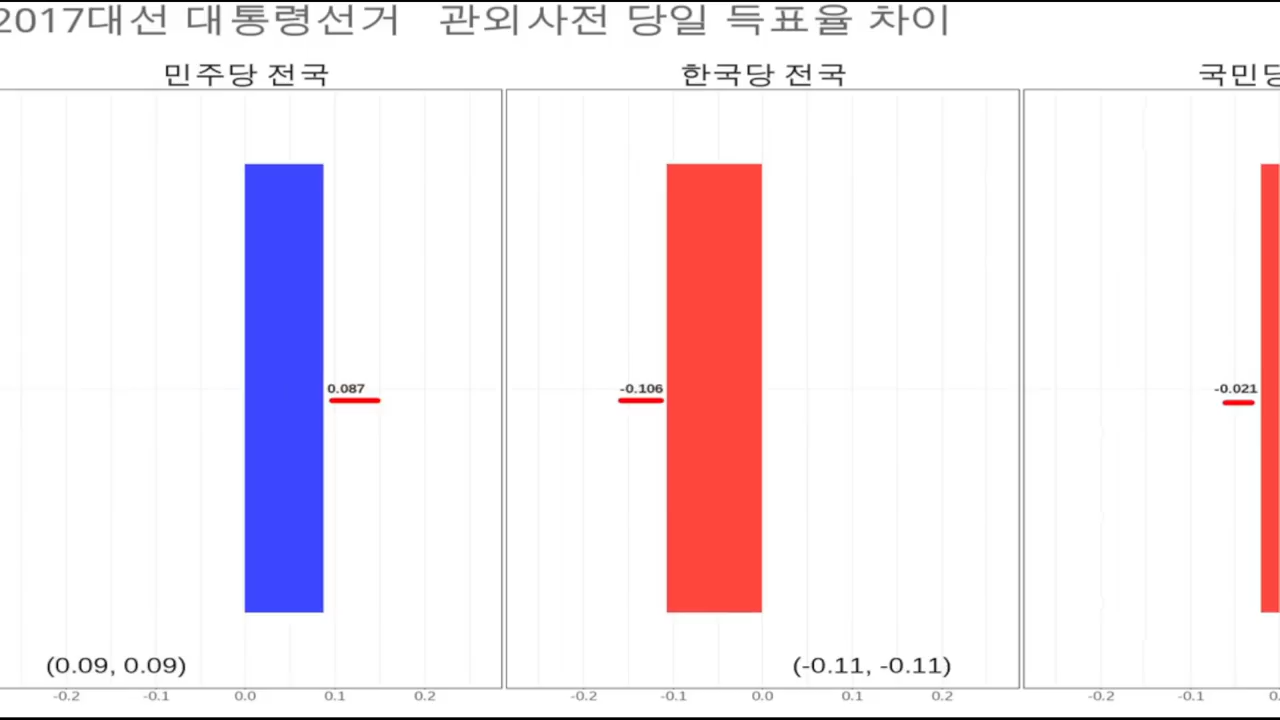 2017대선 대통령선거 관외사전 당일 득표율 차이
민주당 전국
한국당 전국
국민당
0.087
-0.106
-0.021
(0.09, 0.09)
(-0.11, -0.11)
-0.2 -0.1 0.0 0.1 0.2
-0.2 -0.1 0.0 0.1 0.2
-0.2 -0.1